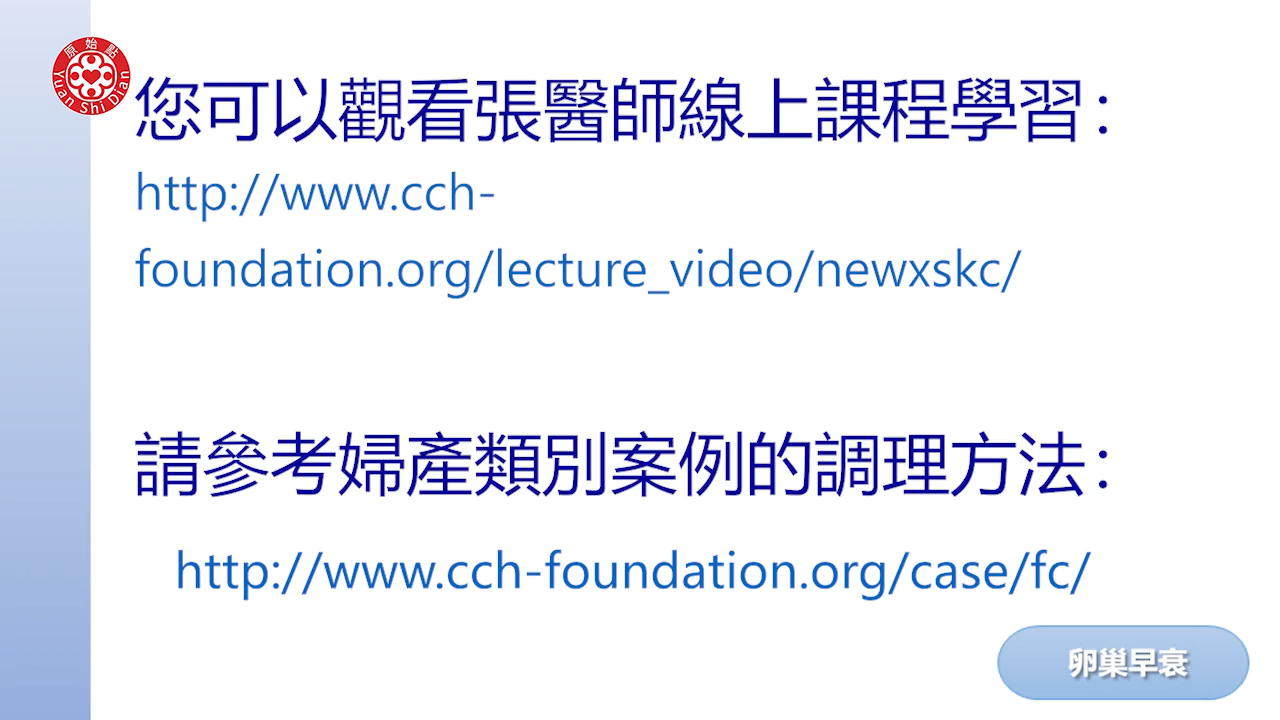 原始點
Yuan Shi Dian
您可以觀看張醫師線上課程學習：
http://www.cch-
foundation.org/lecture_video/newxskc/
請參考婦產類別案例的調理方法：
http://www.cch-foundation.org/case/fc/
卵巢早衰